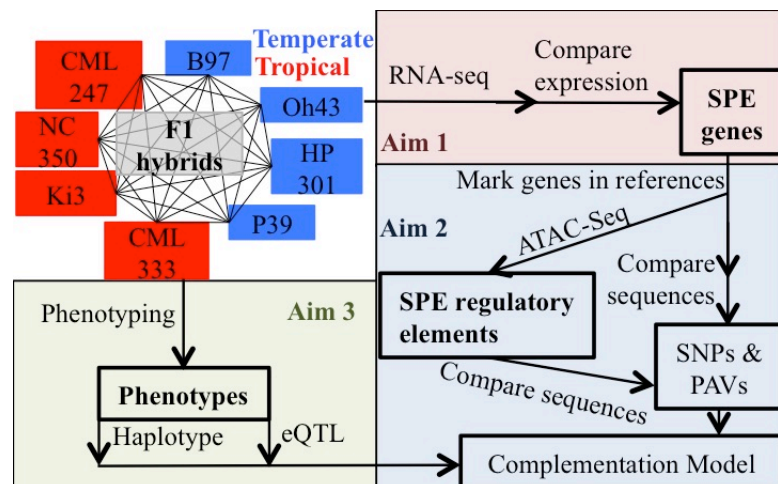 Temperate
Tropical
CML
247
B97
Oh43
NC
350
F1
hybrids
HP
301
Ki3
P39
CML
333
RNA-seq
Compare
expression
SPE
genes
Aim 1
Mark genes in references
Aim 2
ATAC-Seq
Compare
sequences
SPE regulatory
elements
SNPs &
PAVs
Compare sequences
Aim 3
Phenotyping
Phenotypes
Haplotype
eQTL
Complementation Model